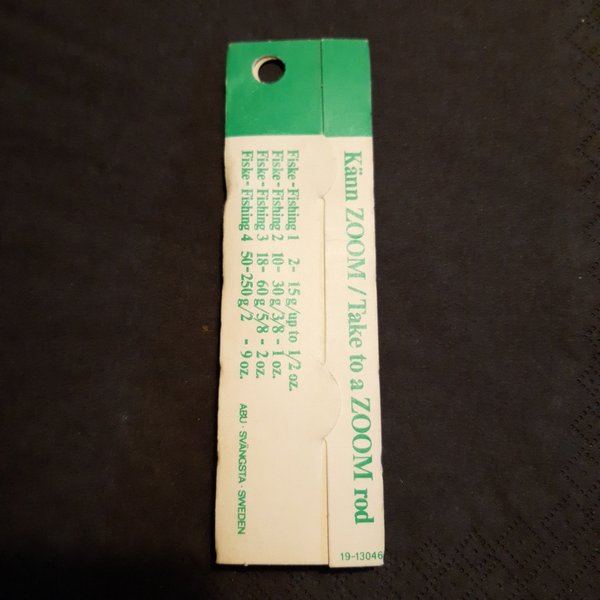 Känn ZOOM / Take to a ZOOM rod
Fiske-Fishing 1 2- 15 g/up to 1/2 oz.
Fiske-Fishing 2 10- 30 g/3/8 - 1 oz.
Fiske-Fishing 3 18- 60 g/5/8 - 2 oz.
Fiske-Fishing 4 50-250 g/2 - 9 oz.
ABU · SVÄNGSTA · SWEDEN
19-13046